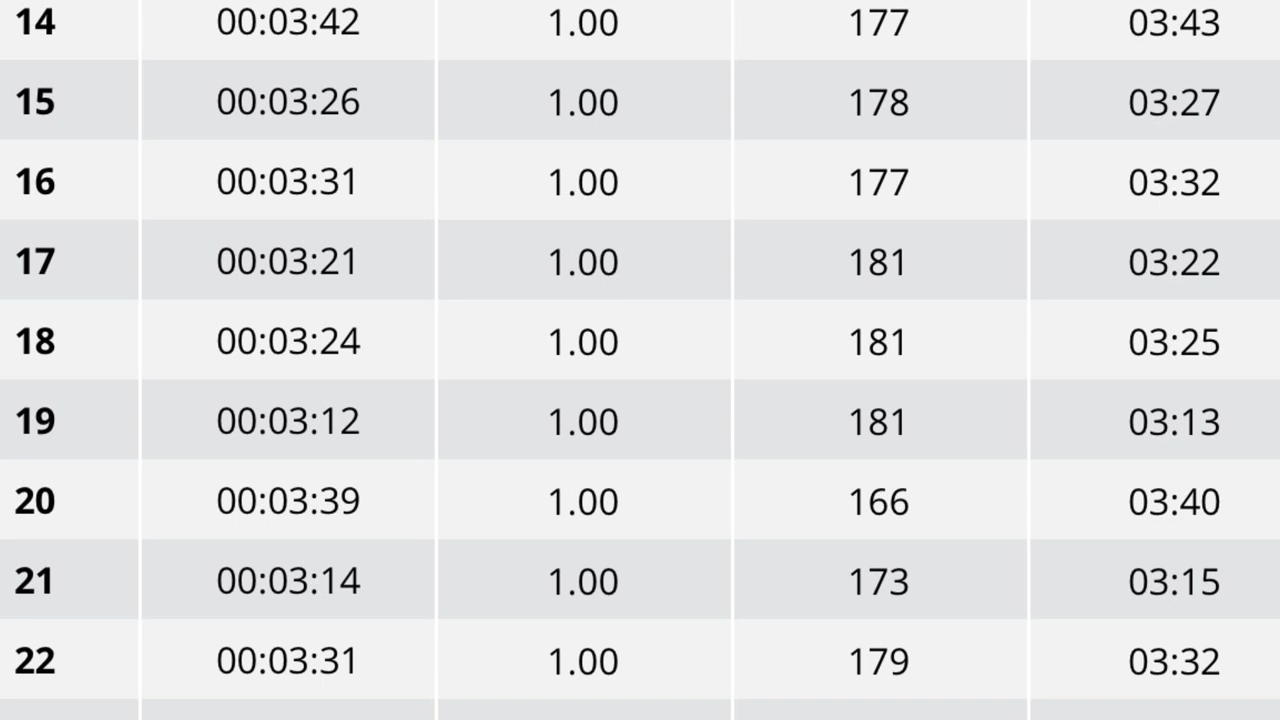 14 00:03:42 1.00 177 03:43
15 00:03:26 1.00 178 03:27
16 00:03:31 1.00 177 03:32
17 00:03:21 1.00 181 03:22
18 00:03:24 1.00 181 03:25
19 00:03:12 1.00 181 03:13
20 00:03:39 1.00 166 03:40
21 00:03:14 1.00 173 03:15
22 00:03:31 1.00 179 03:32